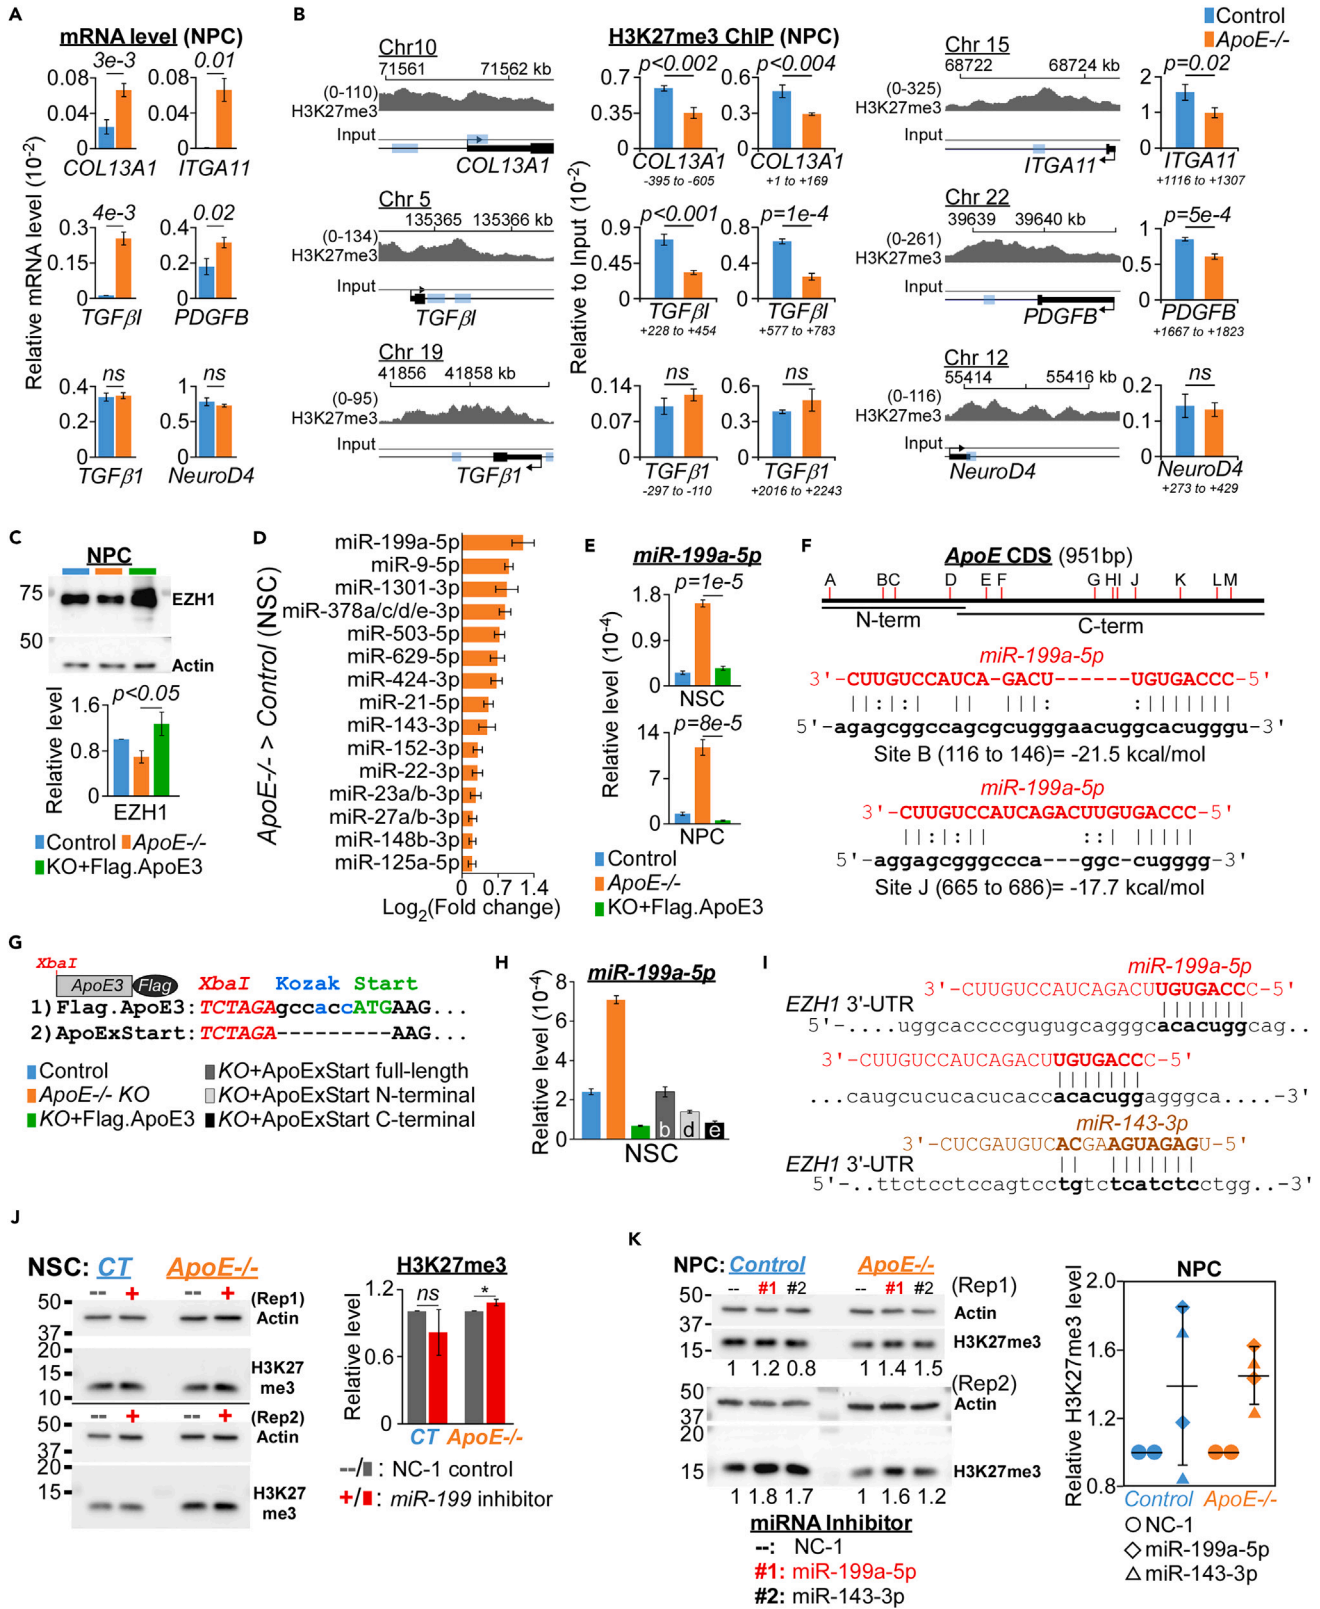 A
mRNA level (NPC)
3e-3
0.01
0.08
0.04
0
COL13A1
0.08
0.04
0
ITGA11
4e-3
0.02
0.3
0.15
0
TGFβI
0.4
0.2
0
PDGFB
ns
ns
0.4
0.2
0
TGFβ1
1
0.5
0
NeuroD4
Relative mRNA level (10-2)
B
H3K27me3 ChIP (NPC)
Control
ApoE-/-
Chr10
71561 71562 kb
(0-110)
H3K27me3
Input
COL13A1
p<0.002
0.7
0
COL13A1
-395 to -605
p<0.004
0.6
0.3
0
COL13A1
+1 to +169
Chr 15
68722 68724 kb
(0-325)
H3K27me3
Input
ITGA11
p=0.02
2
1
0
ITGA11
+1116 to +1307
Chr 5
135365 135366 kb
(0-134)
H3K27me3
Input
TGFβI
p<0.001
0.9
0.45
0
TGFβI
+228 to +454
p=1e-4
0.8
0.4
0
TGFβI
+577 to +783
Chr 22
39639 39640 kb
(0-261)
H3K27me3
Input
PDGFB
p=5e-4
1
0.5
0
PDGFB
+1667 to +1823
Chr 19
41856 41858 kb
(0-95)
H3K27me3
Input
TGFβ1
ns
0.14
0.07
0
TGFβ1
-297 to -110
ns
0.6
0.3
0
TGFβ1
+2016 to +2243
Chr 12
55414 55416 kb
(0-116)
H3K27me3
Input
NeuroD4
ns
0.2
0.1
0
NeuroD4
+273 to +429
Relative to Input (10-2)
C
NPC
75
EZH1
50
Actin
p<0.05
1.6
0.8
0
Relative level
EZH1
Control ApoE-/-
KO+Flag.ApoE3
D
ApoE-/- > Control (NSC)
miR-199a-5p
miR-9-5p
miR-1301-3p
miR-378a/c/d/e-3p
miR-503-5p
miR-629-5p
miR-424-3p
miR-21-5p
miR-143-3p
miR-152-3p
miR-22-3p
miR-23a/b-3p
miR-27a/b-3p
miR-148b-3p
miR-125a-5p
0 0.7 1.4
Log2(Fold change)
E
miR-199a-5p
p=1e-5
1.8
0.9
0
NSC
p=8e-5
14
7
0
NPC
Relative level (10-4)
Control
ApoE-/-
KO+Flag.ApoE3
F
ApoE CDS (951bp)
A B C D E F G H I J K L M
N-term
C-term
miR-199a-5p
3'-CUUGUCCAUCA-GACU------UGUGACCC-5'
5'-agagcggccagcgcugggaacuggcacugggu-3'
Site B (116 to 146)= -21.5 kcal/mol
miR-199a-5p
3'-CUUGUCCAUCAGACUUGUGACCC-5'
5'-aggagcgggccca---ggc-cugggg-3'
Site J (665 to 686)= -17.7 kcal/mol
G
XbaI
ApoE3 Flag
XbaI Kozak Start
1)Flag.ApoE3:TCTAGAgccaccATGAAG...
2)ApoExStart:TCTAGA---------AAG...
Control
ApoE-/- KO
KO+Flag.ApoE3
KO+ApoExStart full-length
KO+ApoExStart N-terminal
KO+ApoExStart C-terminal
H
miR-199a-5p
8
6
4
2
0
Relative level (10-4)
b d e
NSC
I
miR-199a-5p
3'-CUUGUCCAUCAGACUUGUGACCC-5'
EZH1 3'-UTR
5'-....uggcaccccgugugcagggcacacuggcag..
miR-199a-5p
3'-CUUGUCCAUCAGACUUGUGACCC-5'
...caugcucucacucaccacacuggagggca....
miR-143-3p
3'-CUCGAUGUCACGAAGUAGAGU-5'
EZH1 3'-UTR
5'-..ttctcctccagtcctgtctcatctcctgg..-3'
J
NSC: CT ApoE-/-
-- + -- + (Rep1)
50
37
Actin
20
15
10
H3K27
me3
-- + -- + (Rep2)
50
37
Actin
20
15
H3K27
me3
H3K27me3
1.2
0.6
0
ns
*
Relative level
CT ApoE-/-
--/ : NC-1 control
+/ : miR-199 inhibitor
K
NPC: Control ApoE-/-
-- #1 #2 -- #1 #2 (Rep1)
50
37
Actin
15
H3K27me3
1 1.2 0.8 1 1.4 1.5
(Rep2)
50
37
Actin
20
15
H3K27me3
1 1.8 1.7 1 1.6 1.2
miRNA Inhibitor
--: NC-1
#1: miR-199a-5p
#2: miR-143-3p
NPC
2.0
1.6
1.2
0.8
Relative H3K27me3 level
Control ApoE-/-
NC-1
miR-199a-5p
miR-143-3p